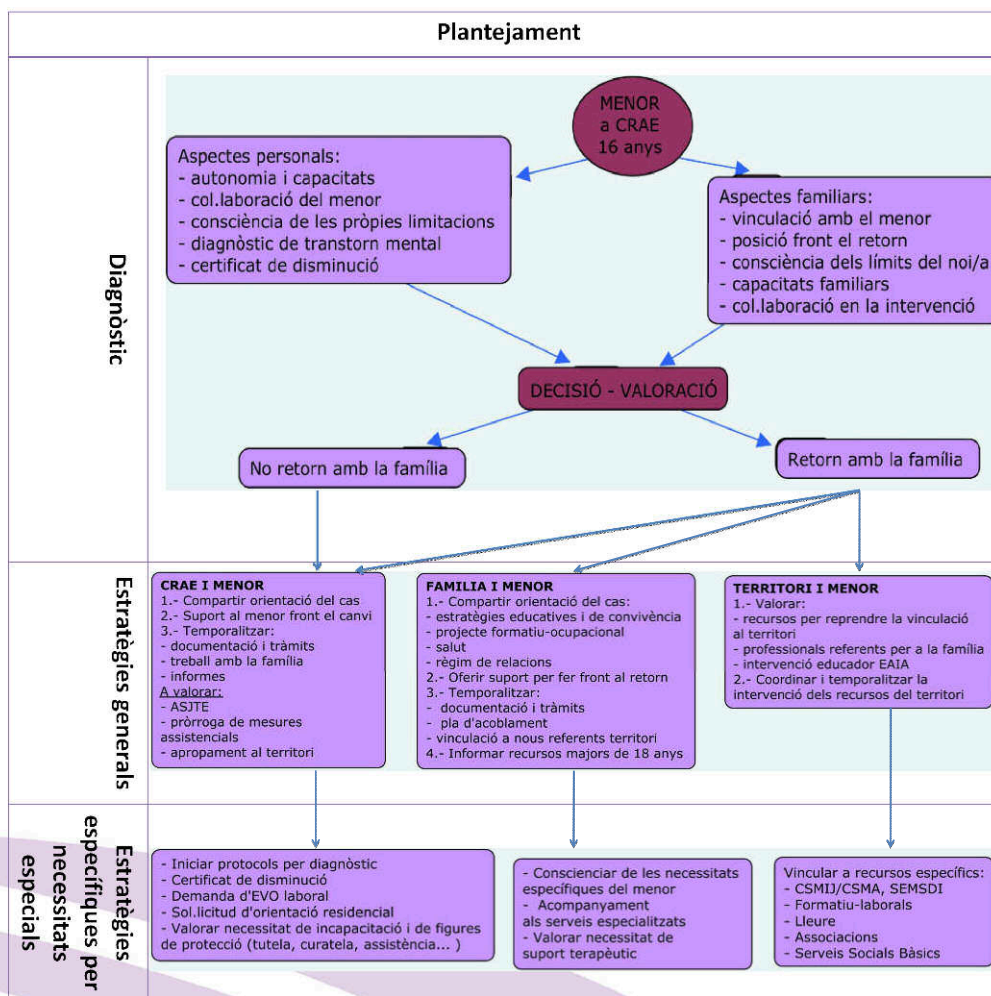 Plantejament
Diagnòstic
MENOR
a CRAE
16 anys
Aspectes personals:
- autonomia i capacitats
- col.laboració del menor
- consciència de les pròpies limitacions
- diagnòstic de transtorn mental
- certificat de disminució
Aspectes familiars:
- vinculació amb el menor
- posició front el retorn
- consciència dels límits del noi/a
- capacitats familiars
- col.laboració en la intervenció
DECISIÓ - VALORACIÓ
No retorn amb la família
Retorn amb la família
Estratègies generals
CRAE I MENOR
1.- Compartir orientació del cas
2.- Suport al menor front el canvi
3.- Temporalitzar:
- documentació i tràmits
- treball amb la família
- informes
A valorar:
- ASJTE
- pròrroga de mesures
assistencials
- apropament al territori
FAMILIA I MENOR
1.- Compartir orientació del cas:
- estratègies educatives i de convivència
- projecte formatiu-ocupacional
- salut
- règim de relacions
2.- Oferir suport per fer front al retorn
3.- Temporalitzar:
- documentació i tràmits
- pla d'acoblament
- vinculació a nous referents territori
4.- Informar recursos majors de 18 anys
TERRITORI I MENOR
1.- Valorar:
- recursos per reprendre la vinculació
al territori
- professionals referents per a la família
- intervenció educador EAIA
2.- Coordinar i temporalitzar la
intervenció dels recursos del territori
Estratègies
específiques per
necessitats
especials
- Iniciar protocols per diagnòstic
- Certificat de disminució
- Demanda d'EVO laboral
- Sol.licitud d'orientació residencial
- Valorar necessitat de incapacitació i de figures
de protecció (tutela, curatela, assistència... )
- Conscienciar de les necessitats
específiques del menor
- Acompanyament
als serveis especialitzats
- Valorar necessitat de
suport terapèutic
Vincular a recursos específics:
- CSMIJ/CSMA, SEMSDI
- Formatiu-laborals
- Lleure
- Associacions
- Serveis Socials Bàsics